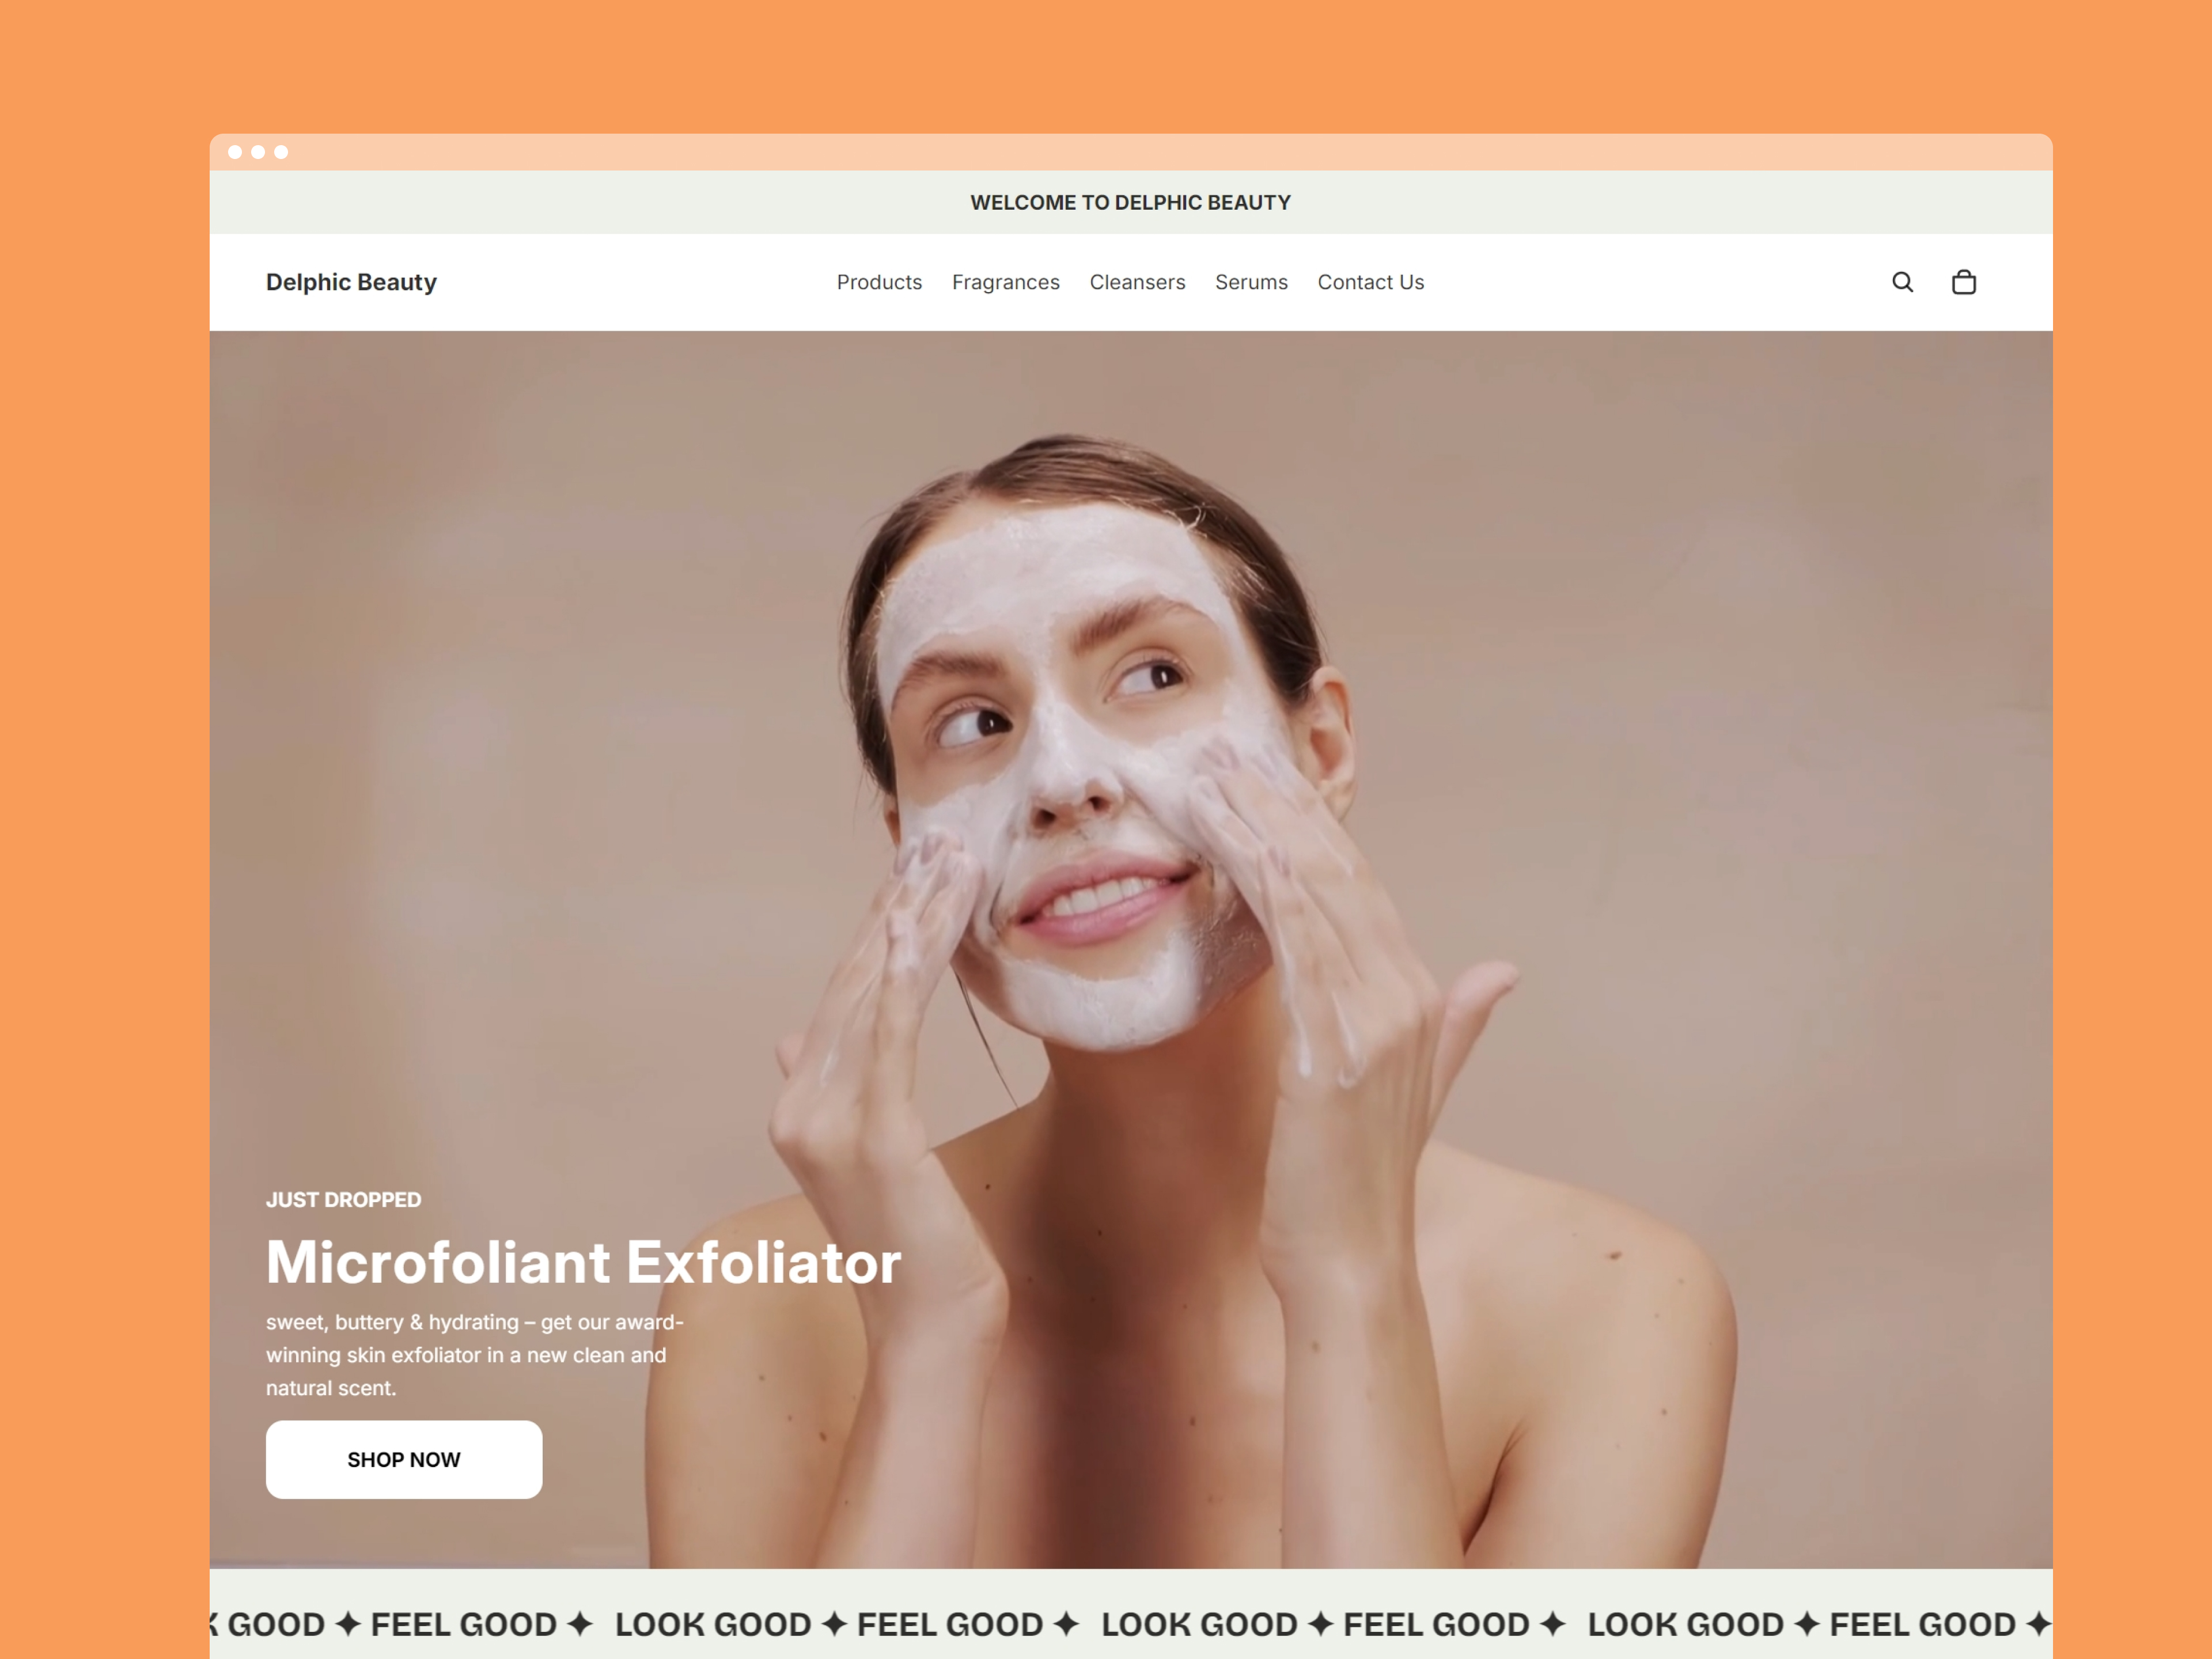 WELCOME TO DELPHIC BEAUTY
Delphic Beauty
Products Fragrances Cleansers Serums Contact Us
JUST DROPPED
Microfoliant Exfoliator
sweet, buttery & hydrating – get our award-
winning skin exfoliator in a new clean and
natural scent.
SHOP NOW
K GOOD ✦ FEEL GOOD ✦ LOOK GOOD ✦ FEEL GOOD ✦ LOOK GOOD ✦ FEEL GOOD ✦ LOOK GOOD ✦ FEEL GOOD ✦